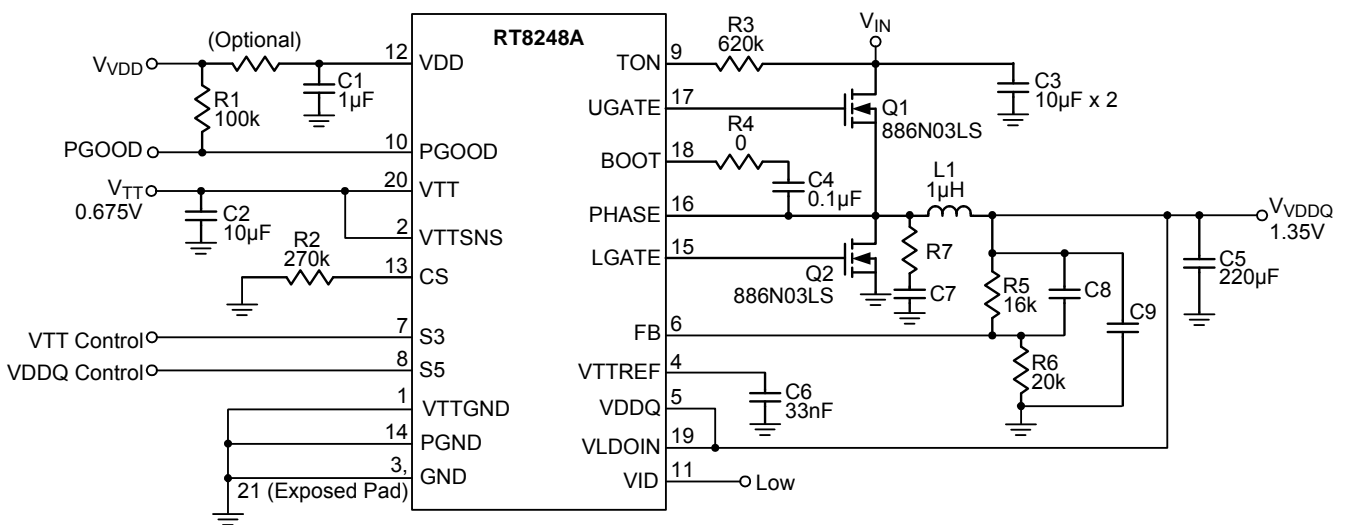 RT8248A
(Optional)
V_VDD
12 VDD
C1
1µF
R1
100k
PGOOD
10 PGOOD
V_TT
0.675V
20 VTT
C2
10µF
2 VTTSNS
R2
270k
13 CS
VTT Control
7 S3
VDDQ Control
8 S5
1 VTTGND
14 PGND
3, GND
21 (Exposed Pad)
TON 9
R3
620k
V_IN
C3
10µF x 2
UGATE 17
Q1
886N03LS
R4
0
BOOT 18
C4
0.1µF
L1
1µH
PHASE 16
V_VDDQ
1.35V
LGATE 15
Q2
886N03LS
R7
C7
R5
16k
C8
C9
C5
220µF
FB 6
R6
20k
VTTREF 4
C6
33nF
VDDQ 5
VLDOIN 19
VID 11
Low